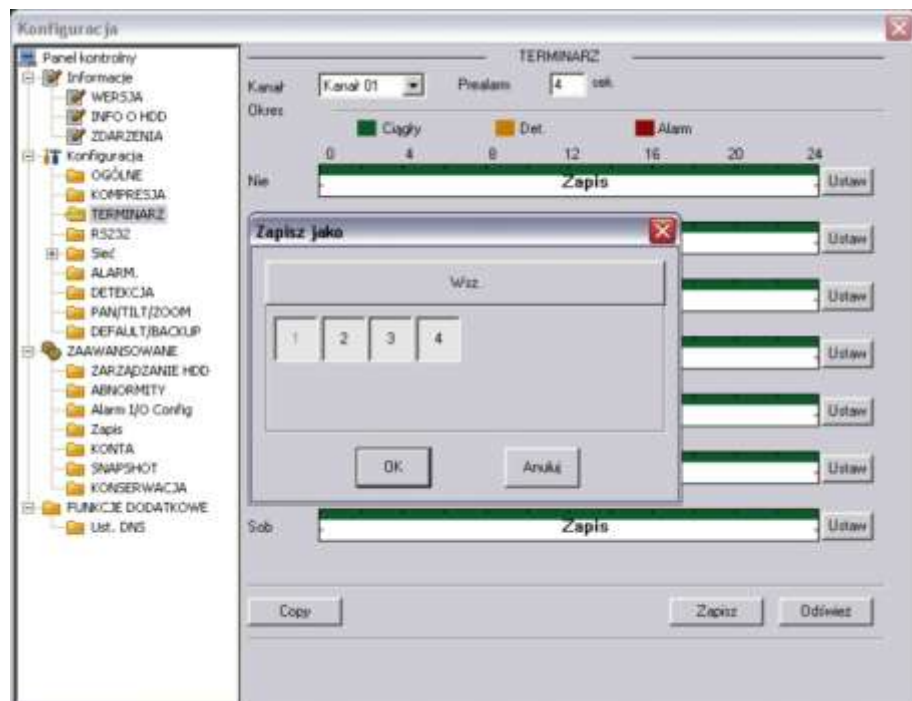 Konfiguracja
Panel kontrolny
Informacje
WERSJA
INFO O HDD
ZDARZENIA
Konfiguracja
OGÓLNE
KOMPRESJA
TERMINARZ
RS232
Sieć
ALARM.
DETEKCJA
PAN/TILT/ZOOM
DEFAULT/BACKUP
ZAAWANSOWANE
ZARZĄDZANIE HDD
ABNORMITY
Alarm I/O Config
Zapis
KONTA
SNAPSHOT
KONSERWACJA
FUNKCJE DODATKOWE
Ust. DNS
TERMINARZ
Kanał Kanał 01 Prealarm 4 sek.
Okres
Ciągły Det. Alarm
0 4 8 12 16 20 24
Nie Zapis Ustaw
Ustaw
Ustaw
Ustaw
Ustaw
Ustaw
Sob Zapis Ustaw
Zapisz jako
Wsz.
1 2 3 4
OK Anuluj
Copy Zapisz Odśwież